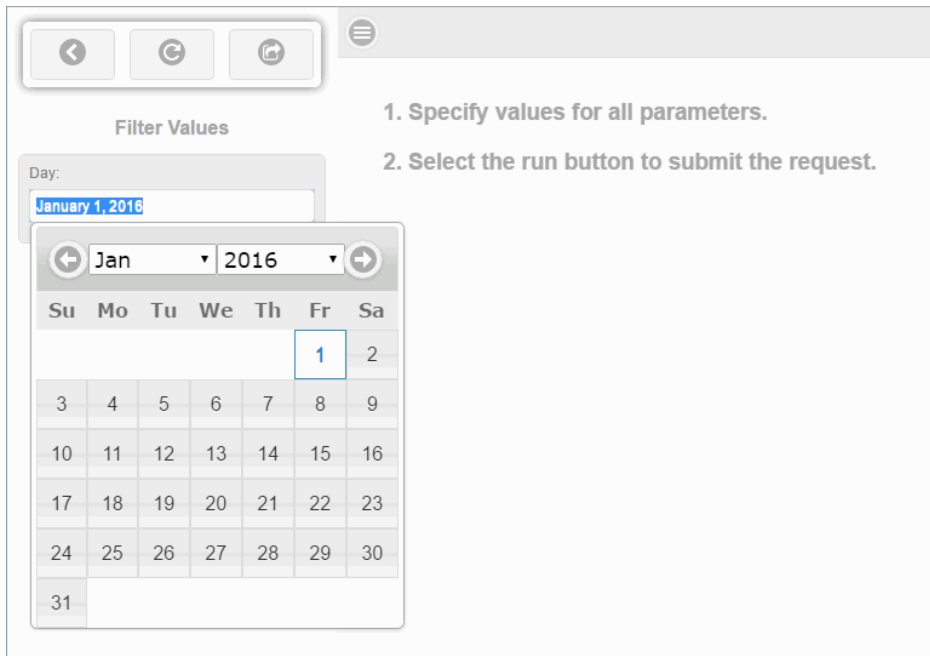 1. Specify values for all parameters.
Filter Values
2. Select the run button to submit the request.
Day:
January 1, 2016
Jan 2016
Su Mo Tu We Th Fr Sa
1 2
3 4 5 6 7 8 9
10 11 12 13 14 15 16
17 18 19 20 21 22 23
24 25 26 27 28 29 30
31